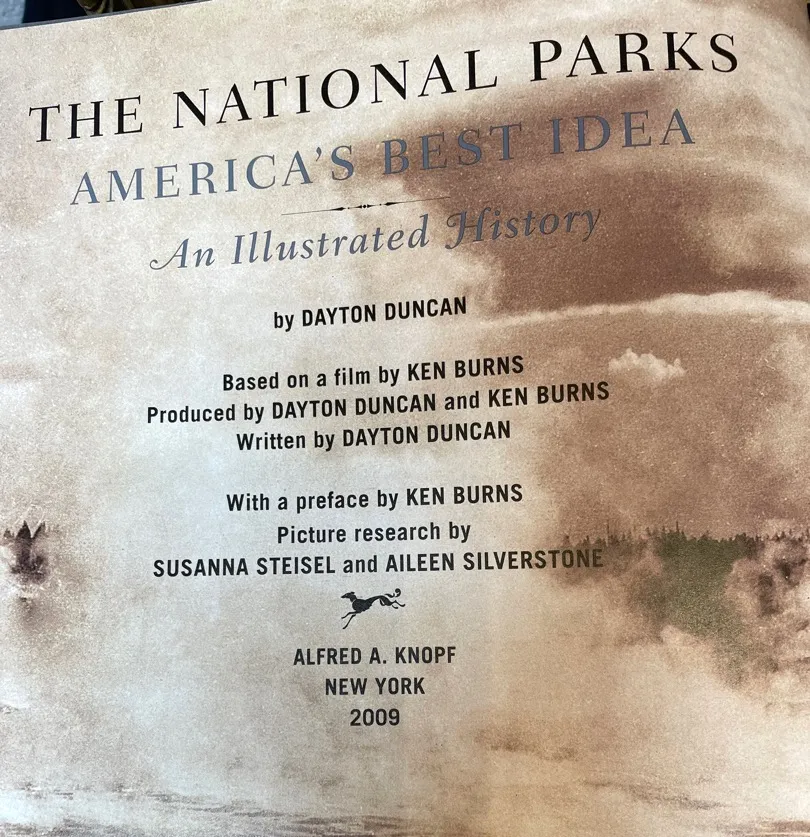 THE NATIONAL PARKS
AMERICA'S BEST IDEA
An Illustrated History
by DAYTON DUNCAN
Based on a film by KEN BURNS
Produced by DAYTON DUNCAN and KEN BURNS
Written by DAYTON DUNCAN
With a preface by KEN BURNS
Picture research by
SUSANNA STEISEL and AILEEN SILVERSTONE
ALFRED A. KNOPF
NEW YORK
2009